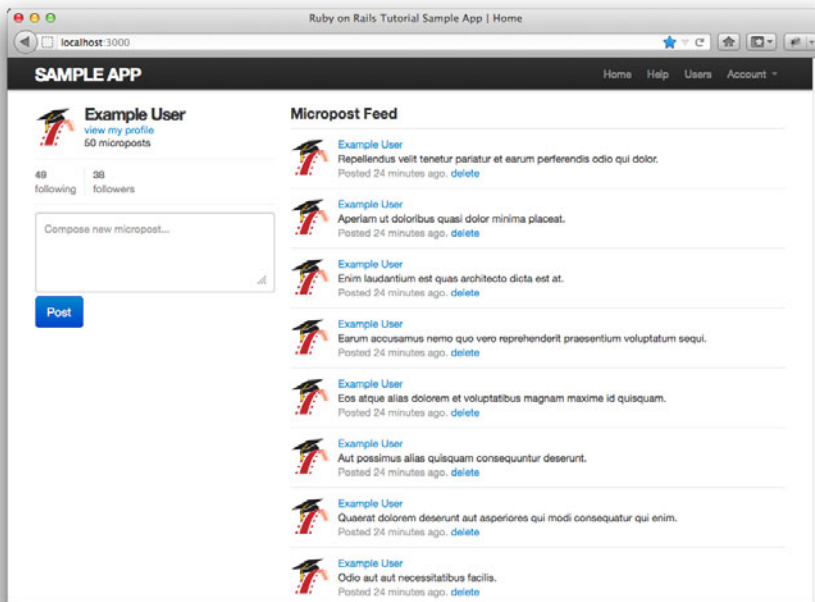 Ruby on Rails Tutorial Sample App | Home
localhost:3000
SAMPLE APP
Home Help Users Account
Example User
view my profile
50 microposts
49 following
38 followers
Compose new micropost...
Post
Micropost Feed
Example User
Repellendus velit tenetur pariatur et earum perferendis odio qui dolor.
Posted 24 minutes ago. delete
Example User
Aperiam ut doloribus quasi dolor minima placeat.
Posted 24 minutes ago. delete
Example User
Enim laudantium est quas architecto dicta est at.
Posted 24 minutes ago. delete
Example User
Earum accusamus nemo quo vero reprehenderit praesentium voluptatum sequi.
Posted 24 minutes ago. delete
Example User
Eos atque alias dolorem et voluptatibus magnam maxime id quisquam.
Posted 24 minutes ago. delete
Example User
Aut possimus alias quisquam consequuntur deserunt.
Posted 24 minutes ago. delete
Example User
Quaerat dolorem deserunt aut asperiores qui modi consequatur qui enim.
Posted 24 minutes ago. delete
Example User
Odio aut aut necessitatibus facilis.
Posted 24 minutes ago. delete